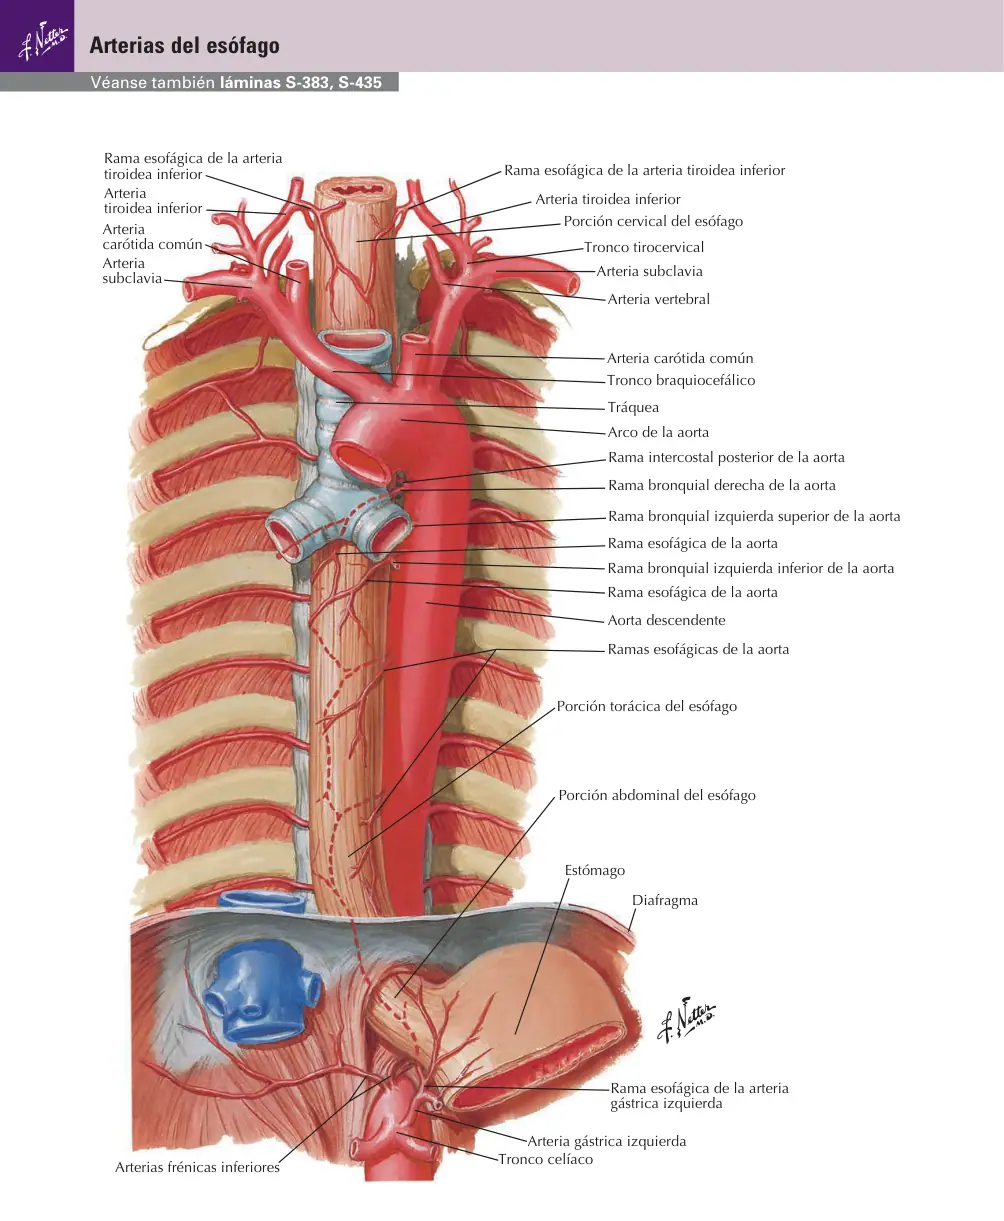 F. Netter M.D.
Arterias del esófago
Véanse también láminas S-383, S-435
Rama esofágica de la arteria
tiroidea inferior
Arteria
tiroidea inferior
Arteria
carótida común
Arteria
subclavia
Rama esofágica de la arteria tiroidea inferior
Arteria tiroidea inferior
Porción cervical del esófago
Tronco tirocervical
Arteria subclavia
Arteria vertebral
Arteria carótida común
Tronco braquiocefálico
Tráquea
Arco de la aorta
Rama intercostal posterior de la aorta
Rama bronquial derecha de la aorta
Rama bronquial izquierda superior de la aorta
Rama esofágica de la aorta
Rama bronquial izquierda inferior de la aorta
Rama esofágica de la aorta
Aorta descendente
Ramas esofágicas de la aorta
Porción torácica del esófago
Porción abdominal del esófago
Estómago
Diafragma
F. Netter M.D.
Rama esofágica de la arteria
gástrica izquierda
Arteria gástrica izquierda
Tronco celíaco
Arterias frénicas inferiores